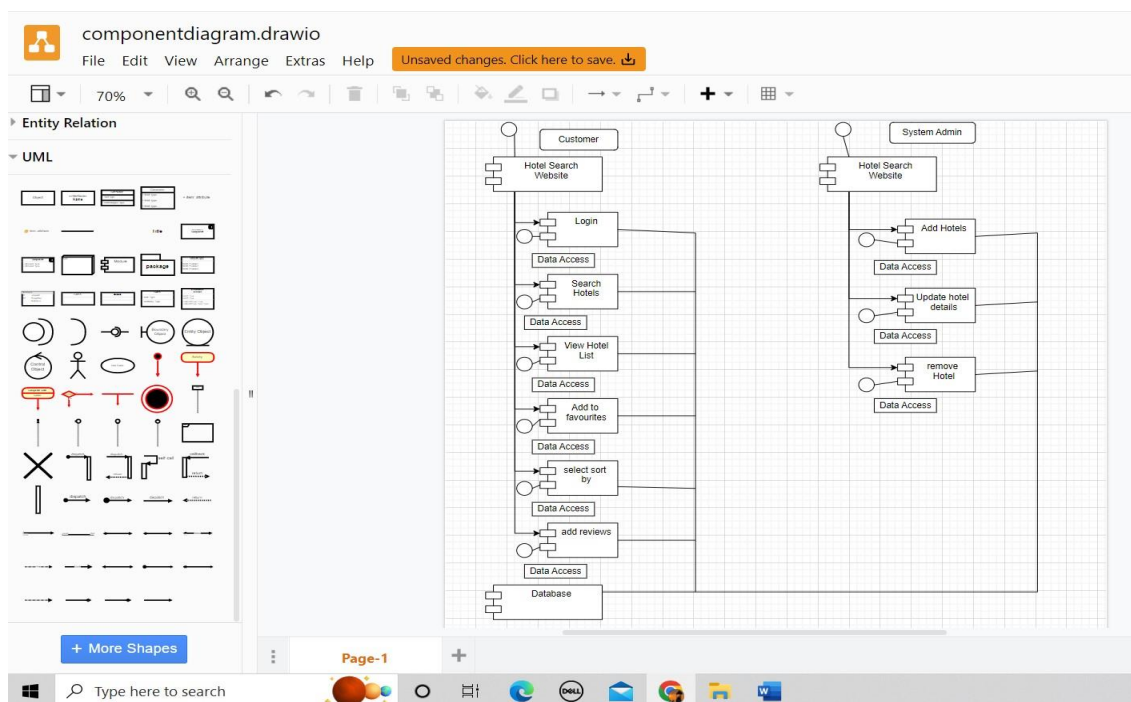 componentdiagram.drawio
File Edit View Arrange Extras Help
Unsaved changes. Click here to save.
70%
Entity Relation
UML
Customer
System Admin
Hotel Search
Website
Hotel Search
Website
Login
Data Access
Search
Hotels
Data Access
View Hotel
List
Data Access
Add to
favourites
Data Access
select sort
by
Data Access
add reviews
Data Access
Database
Add Hotels
Data Access
Update hotel
details
Data Access
remove
Hotel
Data Access
package
+ More Shapes
Page-1
Type here to search
DELL
W